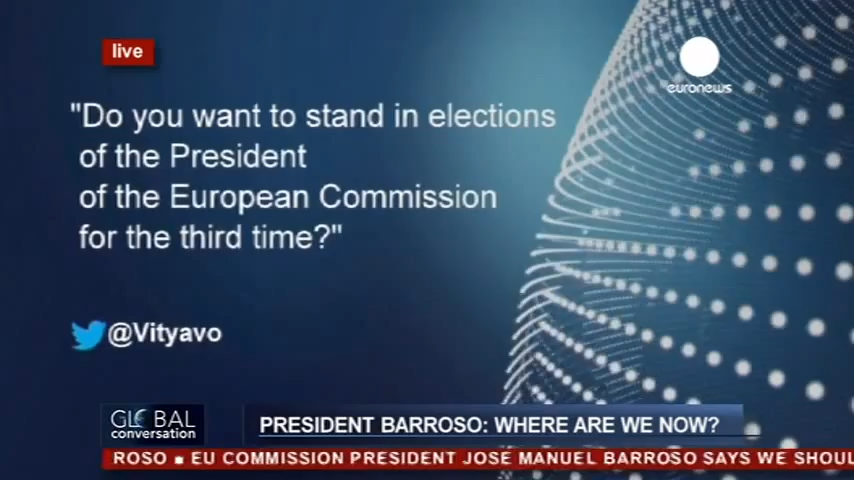 live
euronews
"Do you want to stand in elections
of the President
of the European Commission
for the third time?"
@Vityavo
GLOBAL
conversation
PRESIDENT BARROSO: WHERE ARE WE NOW?
ROSO ■ EU COMMISSION PRESIDENT JOSE MANUEL BARROSO SAYS WE SHOUL